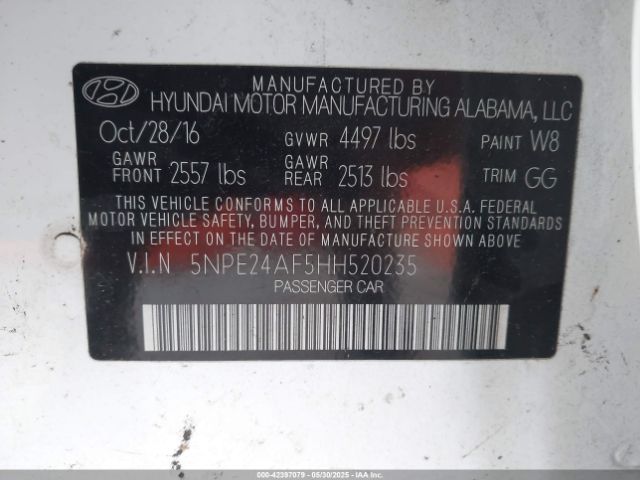 MANUFACTURED BY
HYUNDAI MOTOR MANUFACTURING ALABAMA, LLC
Oct/28/16 GVWR 4497 lbs PAINT W8
GAWR FRONT 2557 lbs GAWR REAR 2513 lbs TRIM GG
THIS VEHICLE CONFORMS TO ALL APPLICABLE U.S.A. FEDERAL
MOTOR VEHICLE SAFETY, BUMPER, AND THEFT PREVENTION STANDARDS
IN EFFECT ON THE DATE OF MANUFACTURE SHOWN ABOVE.
V.I.N 5NPE24AF5HH520235
PASSENGER CAR
000-42397079 — 05/30/2025 — IAA Inc.